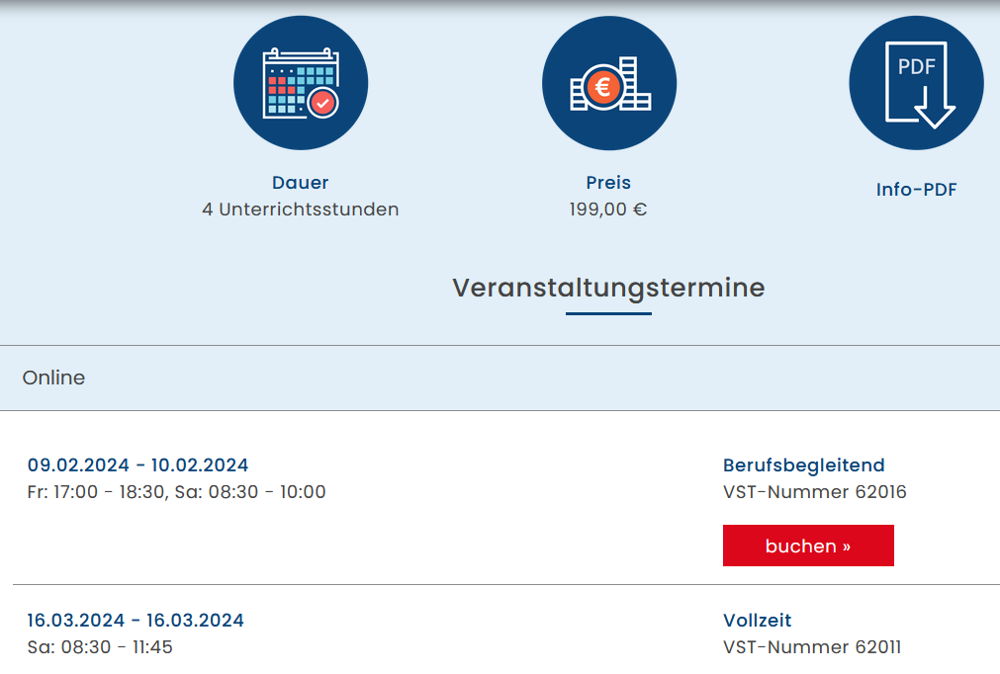 PDF
€
Dauer
4 Unterrichtsstunden
Preis
199,00 €
Info-PDF
Veranstaltungstermine
Online
09.02.2024 - 10.02.2024
Fr: 17:00 - 18:30, Sa: 08:30 - 10:00
Berufsbegleitend
VST-Nummer 62016
buchen »
16.03.2024 - 16.03.2024
Sa: 08:30 - 11:45
Vollzeit
VST-Nummer 62011